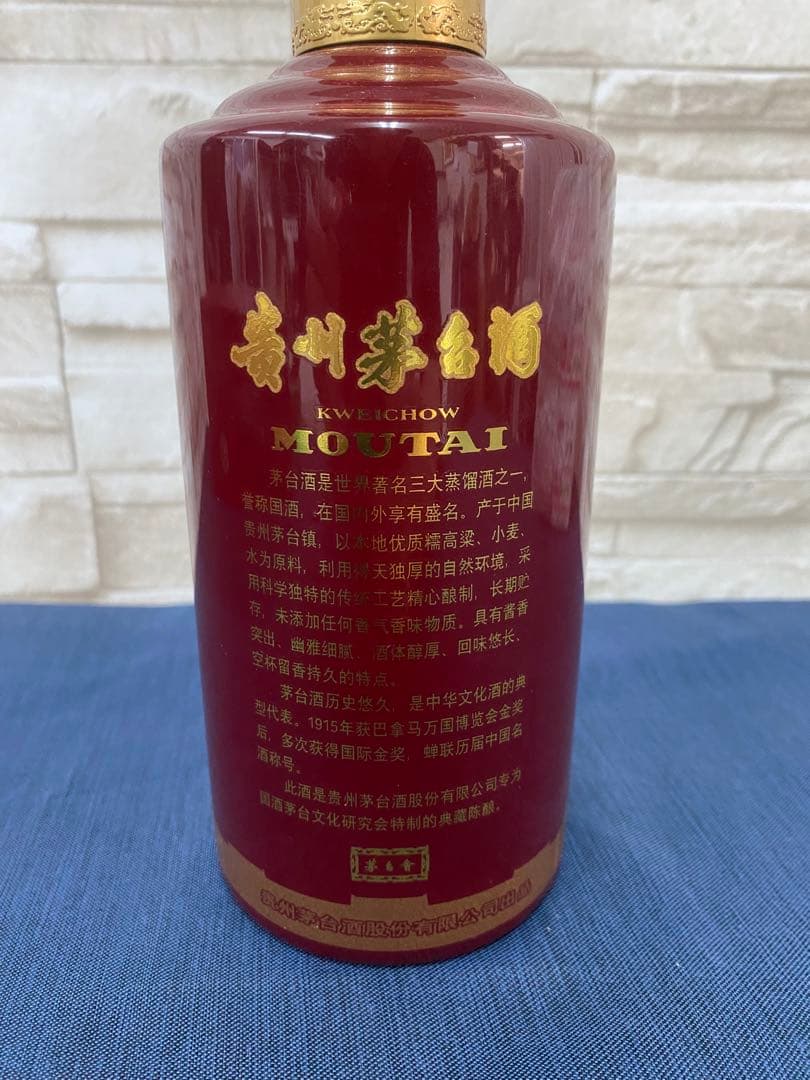 贵州茅台酒
KWEICHOW
MOUTAI
茅台酒是世界著名三大蒸馏酒之一，
誉称国酒，在国内外享有盛名。产于中国
贵州茅台镇，以本地优质糯高粱、小麦、
水为原料，利用得天独厚的自然环境，采
用科学独特的传统工艺精心酿制，长期贮
存，未添加任何香气香味物质。具有酱香
突出、幽雅细腻、酒体醇厚、回味悠长、
空杯留香持久的特点。
茅台酒历史悠久，是中华文化酒的典
型代表。1915年获巴拿马万国博览会金奖
后，多次获得国际金奖，蝉联历届中国名
酒称号。
此酒是贵州茅台酒股份有限公司专为
国酒茅台文化研究会特制的典藏陈酿。
茅台会
贵州茅台酒股份有限公司出品